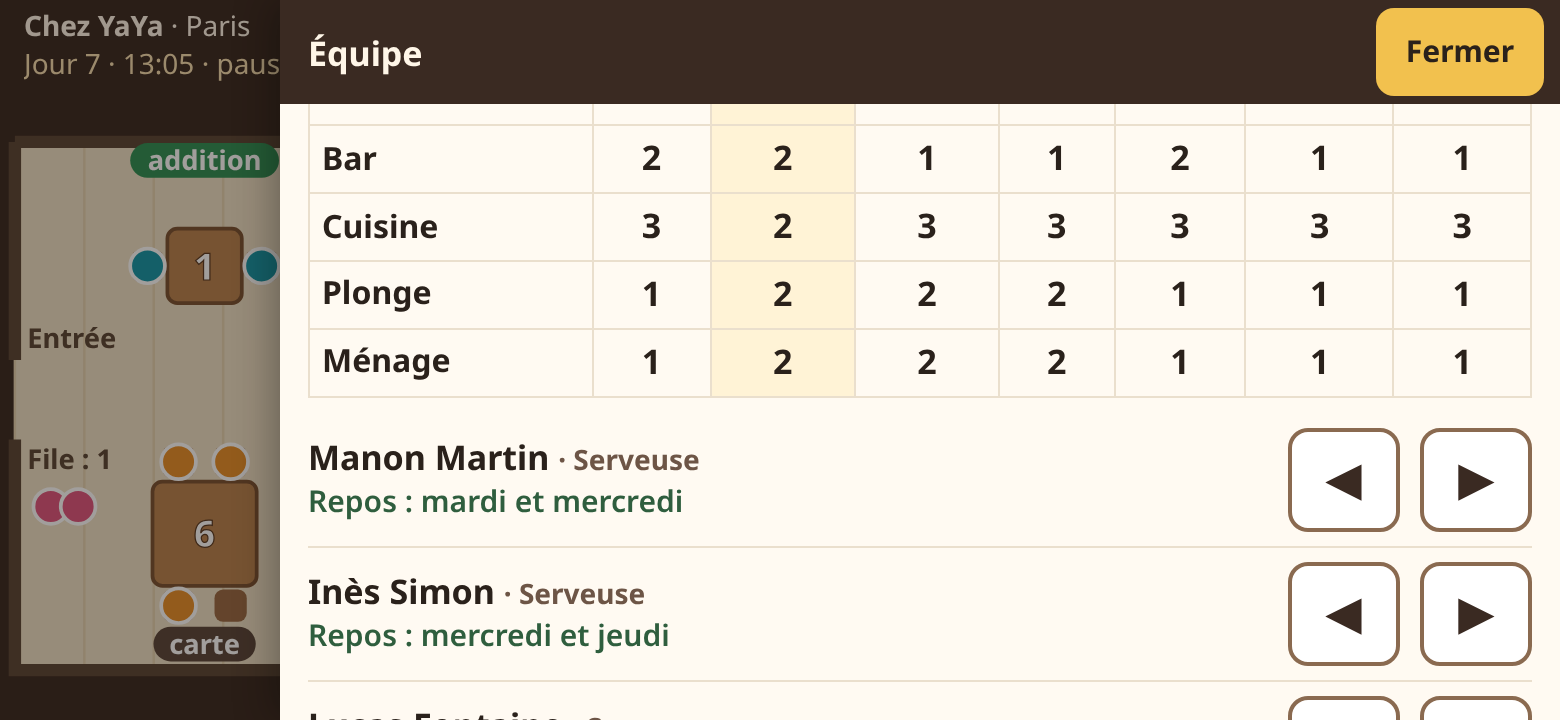 Chez YaYa · Paris
Jour 7 · 13:05 · paus
Équipe
Fermer
addition
1
Entrée
File : 1
6
carte
Bar 2 2 1 1 2 1 1
Cuisine 3 2 3 3 3 3 3
Plonge 1 2 2 2 1 1 1
Ménage 1 2 2 2 1 1 1
Manon Martin · Serveuse
Repos : mardi et mercredi
◀ ▶
Inès Simon · Serveuse
Repos : mercredi et jeudi
◀ ▶